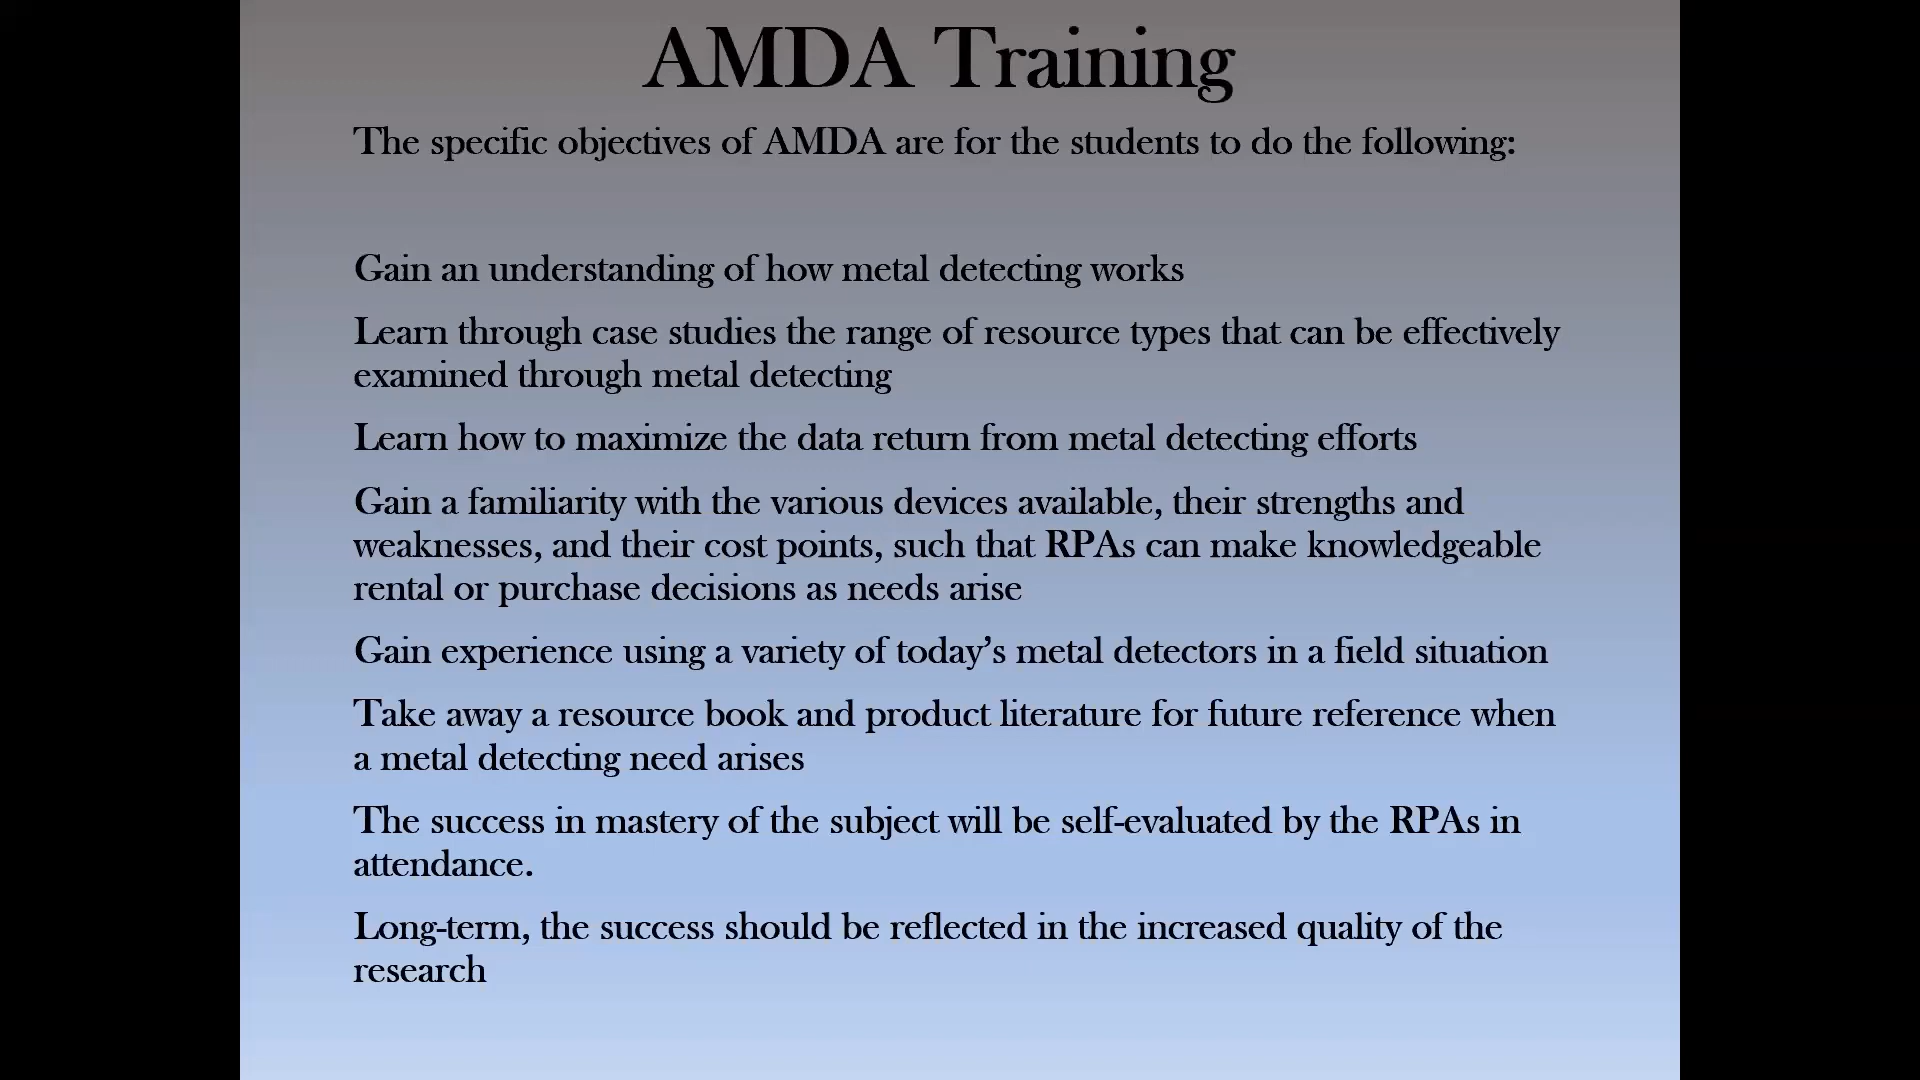 AMDA Training
The specific objectives of AMDA are for the students to do the following:
Gain an understanding of how metal detecting works
Learn through case studies the range of resource types that can be effectively
examined through metal detecting
Learn how to maximize the data return from metal detecting efforts
Gain a familiarity with the various devices available, their strengths and
weaknesses, and their cost points, such that RPAs can make knowledgeable
rental or purchase decisions as needs arise
Gain experience using a variety of today’s metal detectors in a field situation
Take away a resource book and product literature for future reference when
a metal detecting need arises
The success in mastery of the subject will be self-evaluated by the RPAs in
attendance.
Long-term, the success should be reflected in the increased quality of the
research